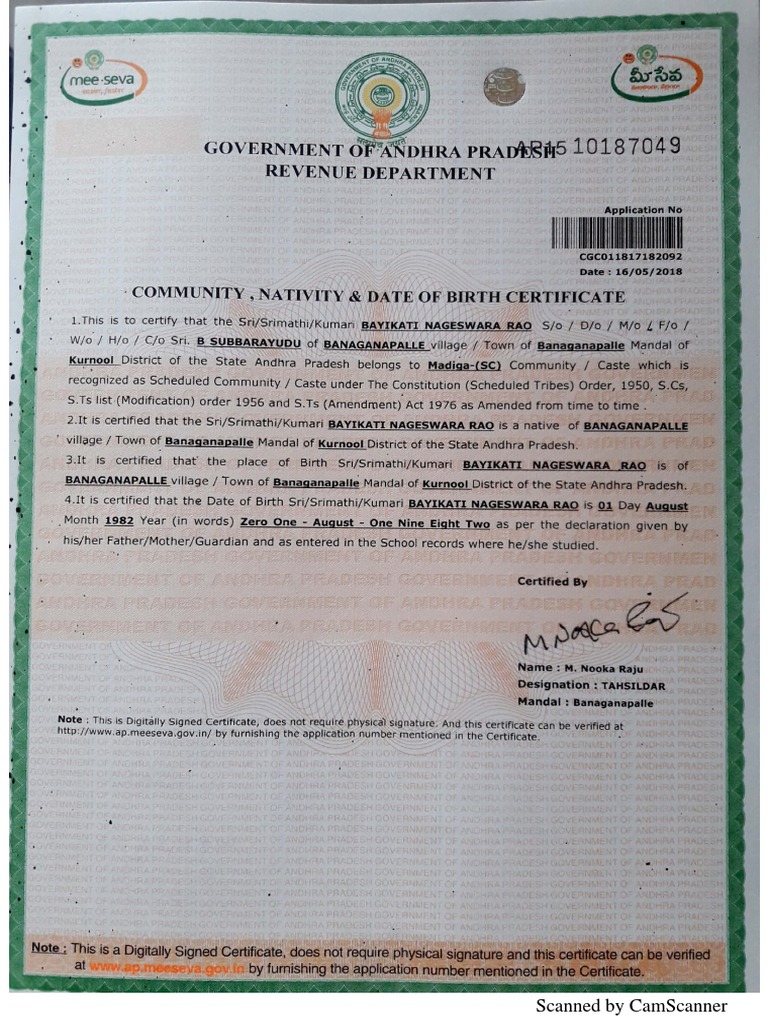 mee-seva
మీసేవ
GOVERNMENT OF ANDHRA PRADESH
సత్యమేవ జయతే
GOVERNMENT OF ANDHRA PRADESH AP15 10187049
REVENUE DEPARTMENT
Application No
CGC011817182092
Date : 16/05/2018
COMMUNITY , NATIVITY & DATE OF BIRTH CERTIFICATE
1.This is to certify that the Sri/Srimathi/Kumari BAYIKATI NAGESWARA RAO S/o / D/o / M/o / F/o /
W/o / H/o / C/o Sri. B SUBBARAYUDU of BANAGANAPALLE village / Town of Banaganapalle Mandal of
Kurnool District of the State Andhra Pradesh belongs to Madiga-(SC) Community / Caste which is
recognized as Scheduled Community / Caste under The Constitution (Scheduled Tribes) Order, 1950, S.Cs,
S.Ts list (Modification) order 1956 and S.Ts (Amendment) Act 1976 as Amended from time to time .
2.It is certified that the Sri/Srimathi/Kumari BAYIKATI NAGESWARA RAO is a native of BANAGANAPALLE
village / Town of Banaganapalle Mandal of Kurnool District of the State Andhra Pradesh.
3.It is certified that the place of Birth Sri/Srimathi/Kumari BAYIKATI NAGESWARA RAO is of
BANAGANAPALLE village / Town of Banaganapalle Mandal of Kurnool District of the State Andhra Pradesh.
4.It is certified that the Date of Birth Sri/Srimathi/Kumari BAYIKATI NAGESWARA RAO is 01 Day August
Month 1982 Year (in words) Zero One - August - One Nine Eight Two as per the declaration given by
his/her Father/Mother/Guardian and as entered in the School records where he/she studied.
Certified By
M Nooka Raju
Name : M. Nooka Raju
Designation : TAHSILDAR
Mandal : Banaganapalle
Note : This is Digitally Signed Certificate, does not require physical signature. And this certificate can be verified at
http://www.ap.meeseva.gov.in/ by furnishing the application number mentioned in the Certificate.
Note : This is a Digitally Signed Certificate, does not require physical signature and this certificate can be verified
at www.ap.meeseva.gov.in by furnishing the application number mentioned in the Certificate.
Scanned by CamScanner